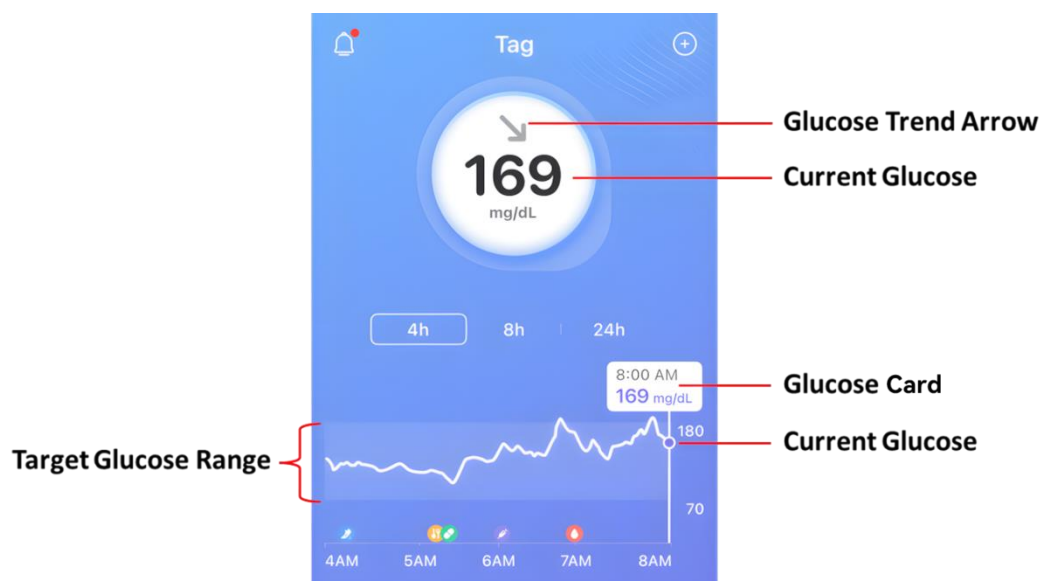 Tag
Glucose Trend Arrow
169
Current Glucose
mg/dL
4h 8h 24h
8:00 AM
169 mg/dL
Glucose Card
180
Current Glucose
Target Glucose Range
70
4AM 5AM 6AM 7AM 8AM